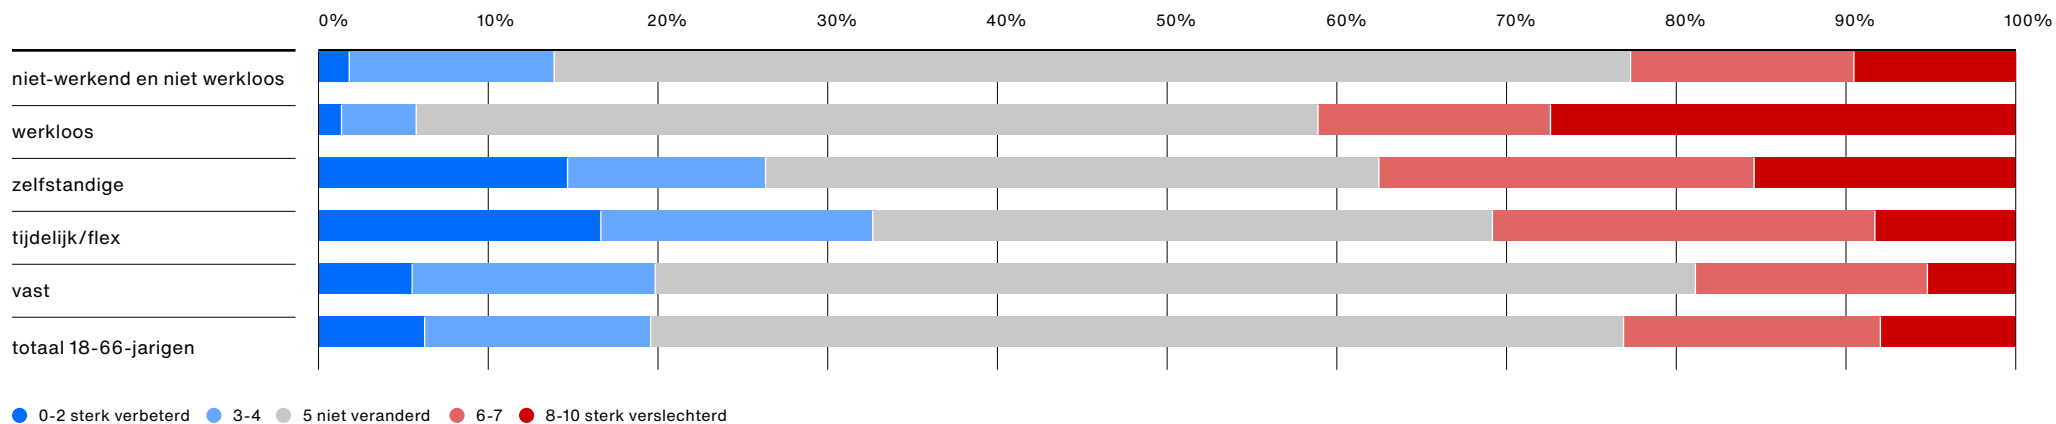 0% 10% 20% 30% 40% 50% 60% 70% 80% 90% 100%
niet-werkend en niet werkloos
werkloos
zelfstandige
tijdelijk/flex
vast
totaal 18-66-jarigen
0-2 sterk verbeterd 3-4 5 niet veranderd 6-7 8-10 sterk verslechterd